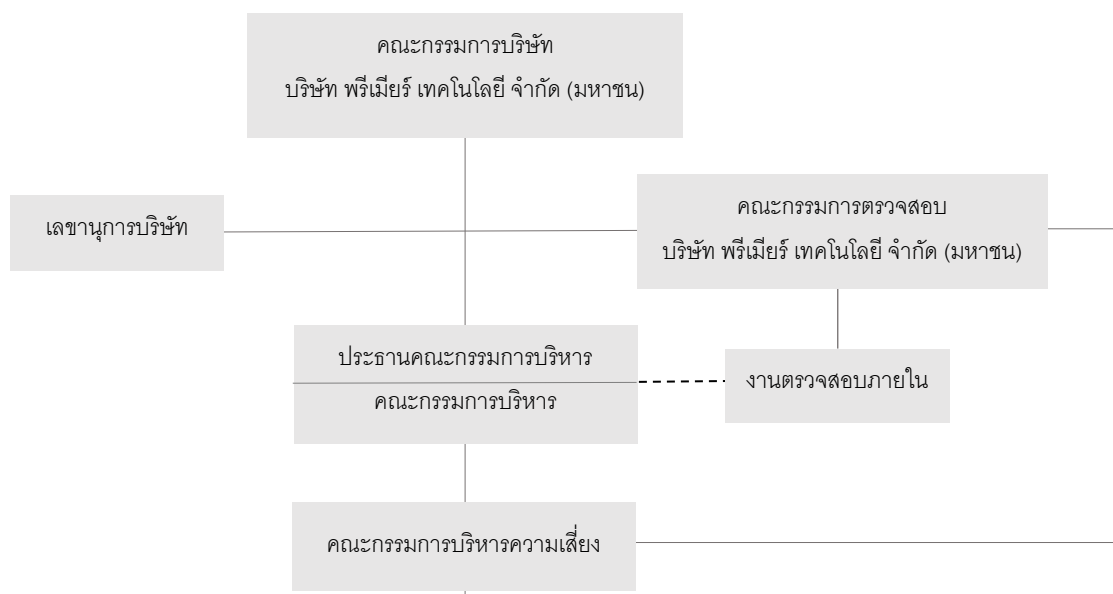 คณะกรรมการบริษัท
บริษัท พรีเมียร์ เทคโนโลยี จำกัด (มหาชน)
เลขานุการบริษัท
คณะกรรมการตรวจสอบ
บริษัท พรีเมียร์ เทคโนโลยี จำกัด (มหาชน)
ประธานคณะกรรมการบริหาร
คณะกรรมการบริหาร
งานตรวจสอบภายใน
คณะกรรมการบริหารความเสี่ยง